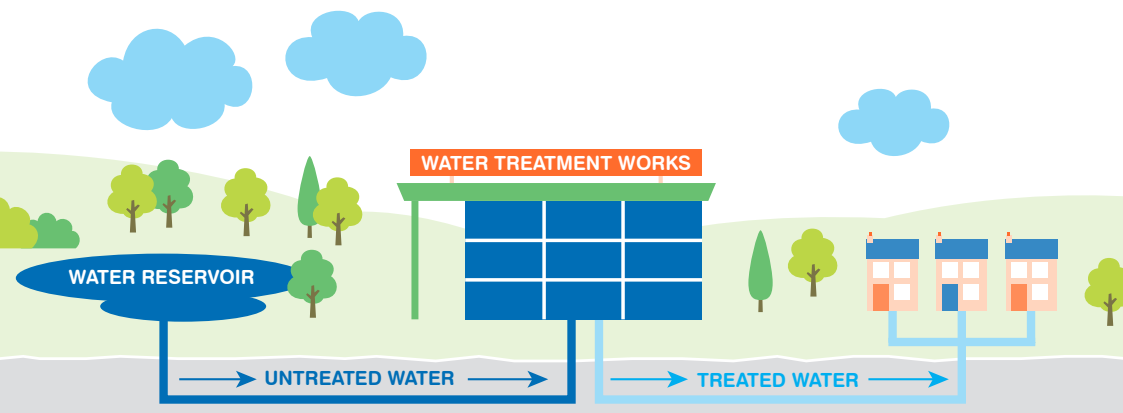 WATER TREATMENT WORKS
WATER RESERVOIR
UNTREATED WATER
TREATED WATER